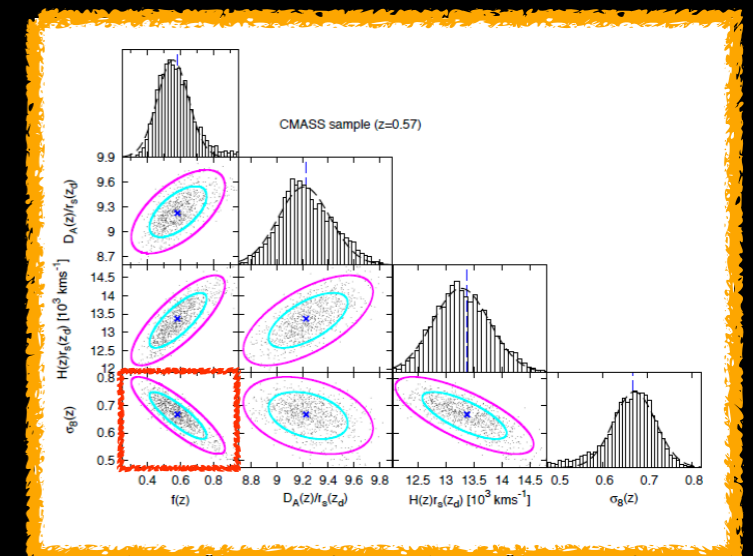 CMASS sample (z=0.57)
9.9
9.6
9.3
9
8.7
D_A(z)/r_s(z_d)
14.5
14
13.5
13
12.5
12
H(z)r_s(z_d) [10^3 kms^-1]
0.8
0.7
0.6
0.5
σ_8(z)
0.4 0.6 0.8
8.8 9 9.2 9.4 9.6 9.8
12.5 13 13.5 14 14.5
0.5 0.6 0.7 0.8
f(z)
D_A(z)/r_s(z_d)
H(z)r_s(z_d) [10^3 kms^-1]
σ_8(z)